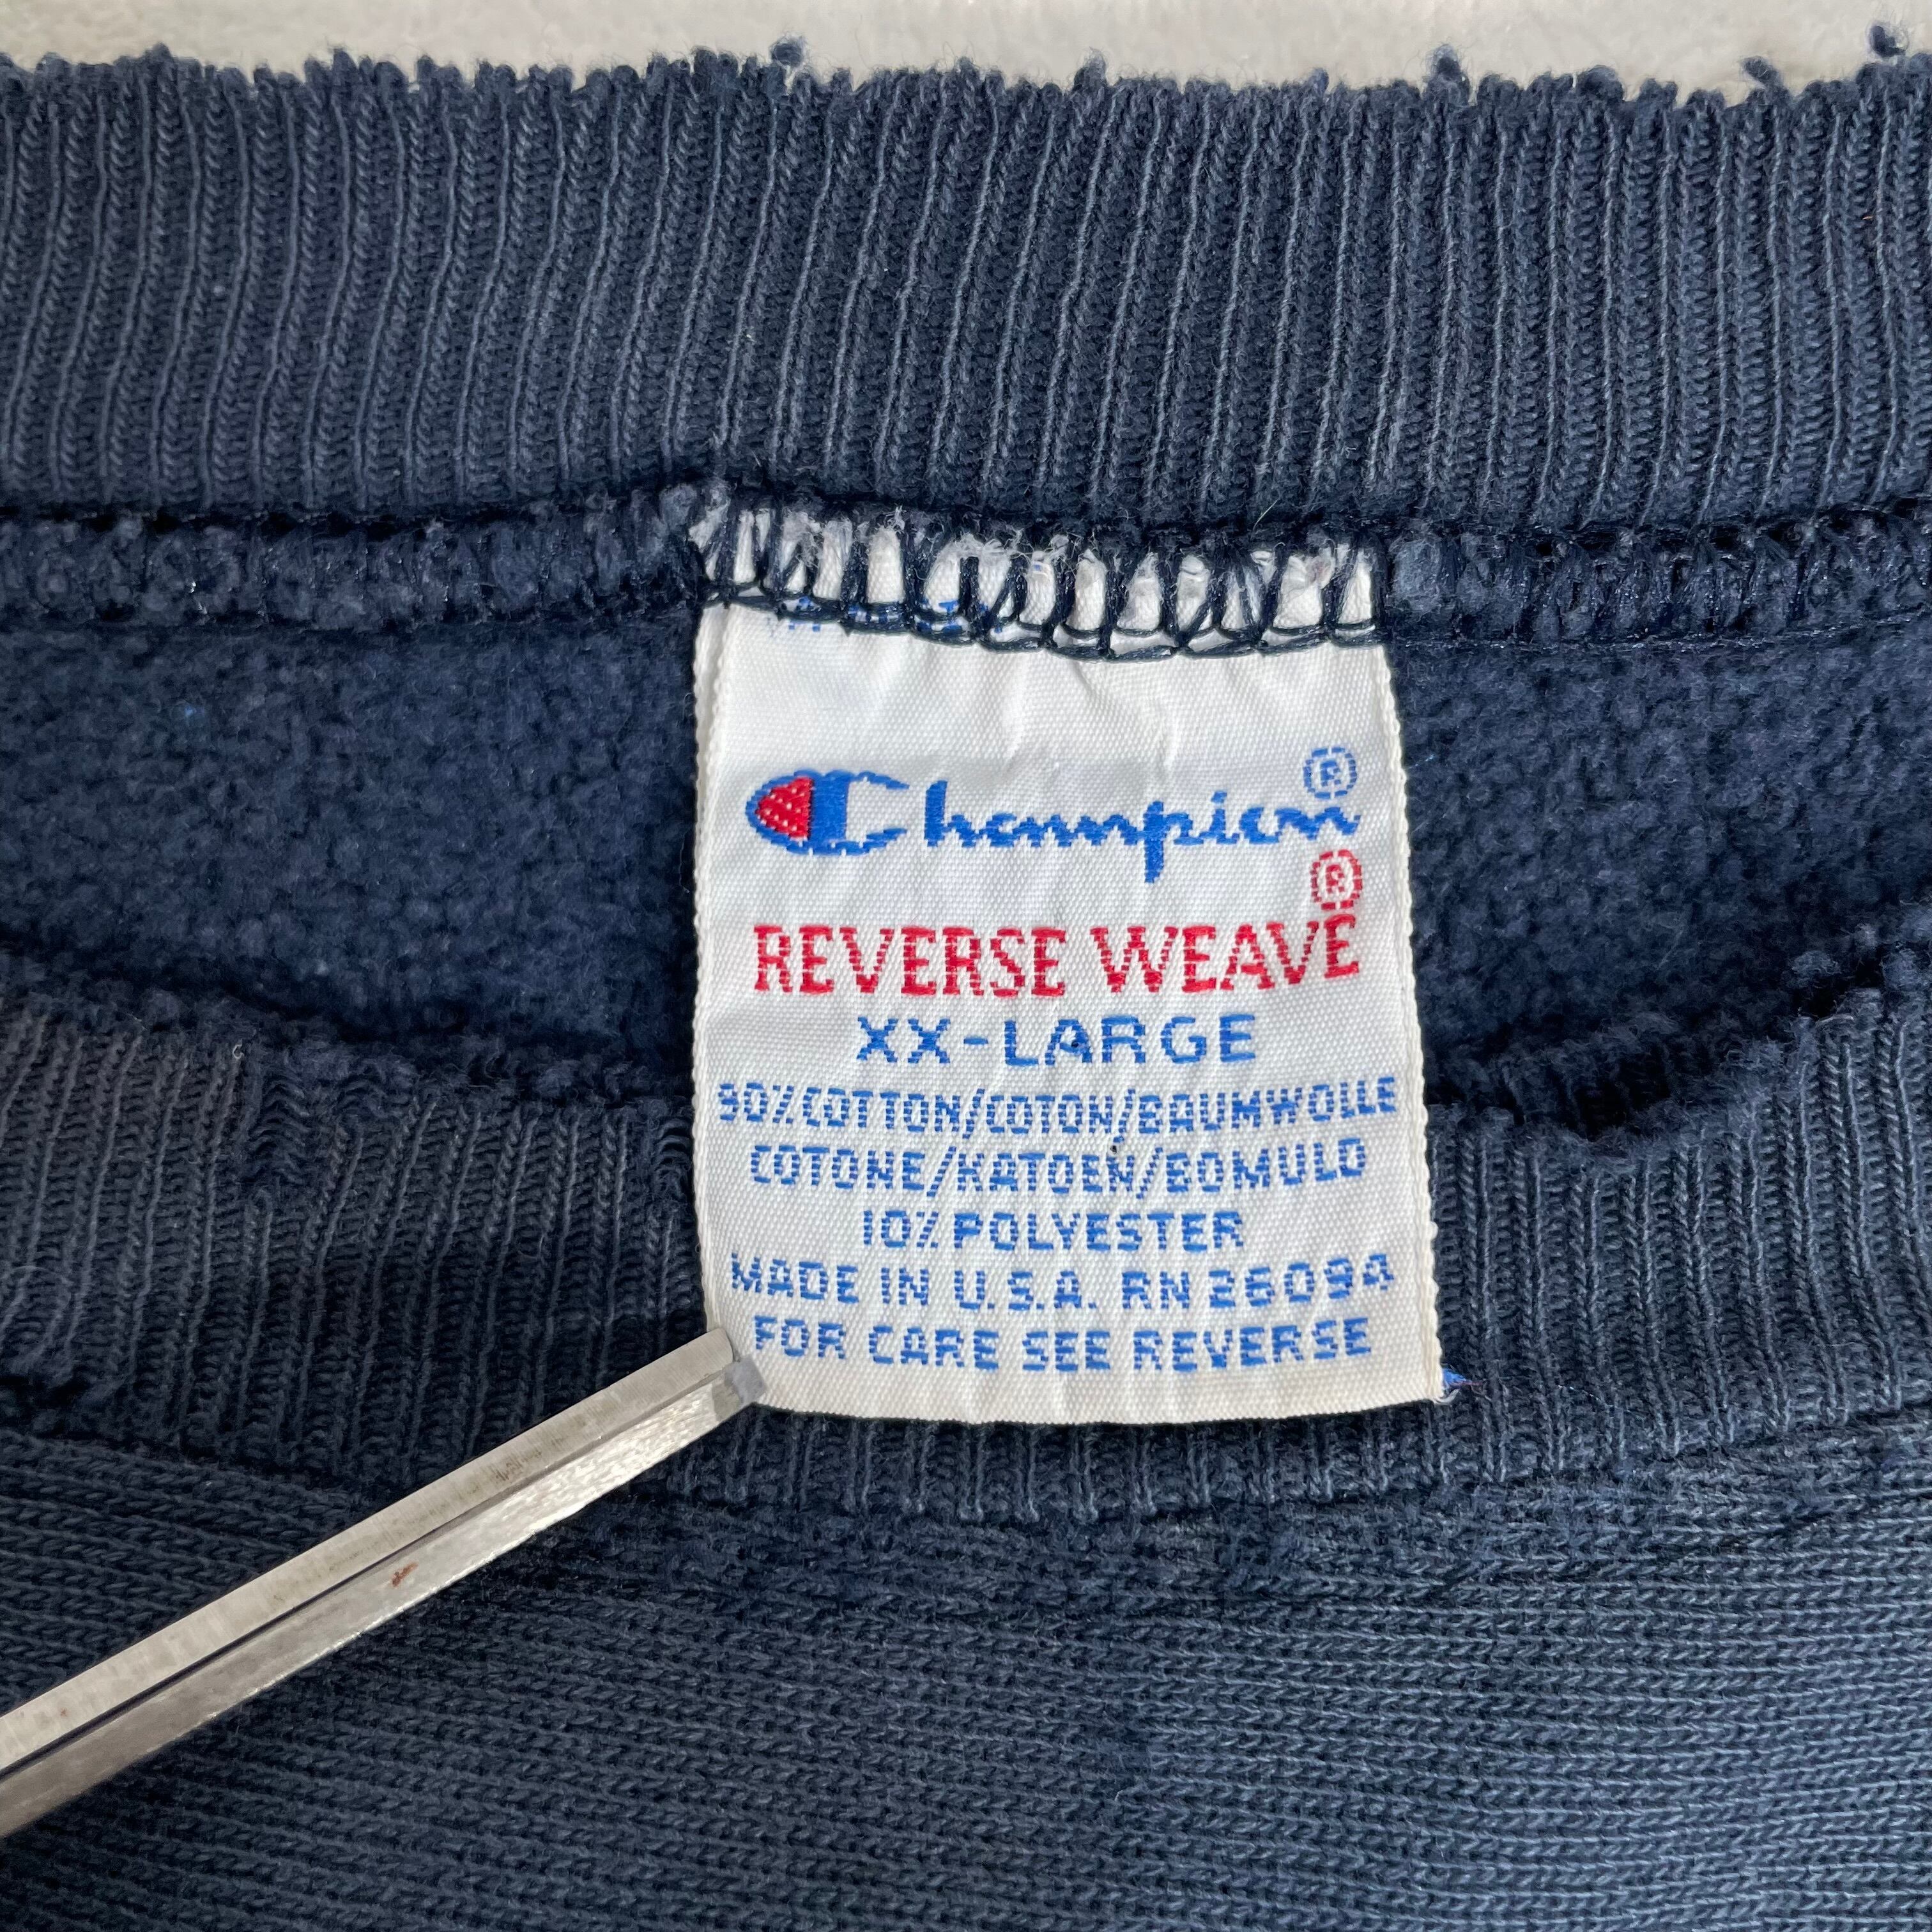 Champion®
REVERSE WEAVE®
XX-LARGE
90% COTTON/COTON/BAUMWOLLE
COTONE/KATOEN/BOMULD
10% POLYESTER
MADE IN U.S.A. RN 26094
FOR CARE SEE REVERSE